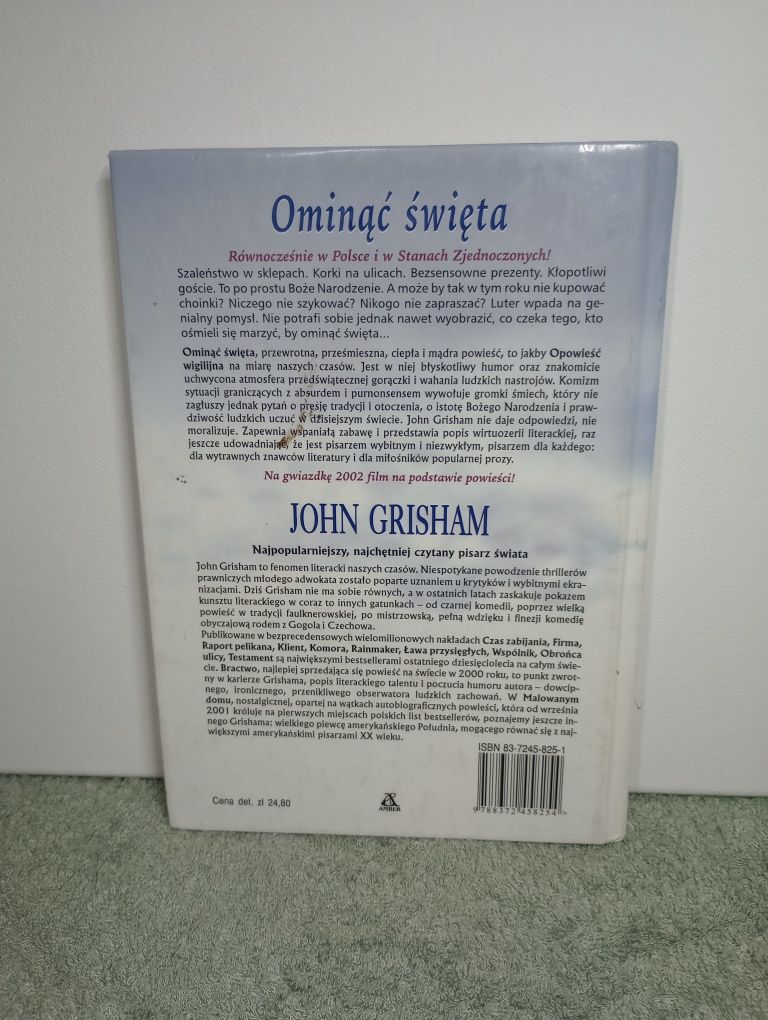 Ominąć święta
Równocześnie w Polsce i w Stanach Zjednoczonych!
Szaleństwo w sklepach. Korki na ulicach. Bezsensowne prezenty. Kłopotliwi
goście. To po prostu Boże Narodzenie. A może by tak w tym roku nie kupować
choinki? Niczego nie szykować? Nikogo nie zapraszać? Luter wpada na ge-
nialny pomysł. Nie potrafi sobie jednak nawet wyobrazić, co czeka tego, kto
ośmieli się marzyć, by ominąć święta...
Ominąć święta, przewrotna, prześmieszna, ciepła i mądra powieść, to jakby Opowieść
wigilijna na miarę naszych czasów. Jest w niej błyskotliwy humor oraz znakomicie
uchwycona atmosfera przedświątecznej gorączki i wahania ludzkich nastrojów. Komizm
sytuacji graniczących z absurdem i purnonsensem wywołuje gromki śmiech, który nie
zagłuszy jednak pytań o presję tradycji i otoczenia, o istotę Bożego Narodzenia i praw-
dziwość ludzkich uczuć w dzisiejszym świecie. John Grisham nie daje odpowiedzi, nie
moralizuje. Zapewnia wspaniałą zabawę i przedstawia popis wirtuozerii literackiej, raz
jeszcze udowadniając, że jest pisarzem wybitnym i niezwykłym, pisarzem dla każdego:
dla wytrawnych znawców literatury i dla miłośników popularnej prozy.
Na gwiazdkę 2002 film na podstawie powieści!
JOHN GRISHAM
Najpopularniejszy, najchętniej czytany pisarz świata
John Grisham to fenomen literacki naszych czasów. Niespotykane powodzenie thrillerów
prawniczych młodego adwokata zostało poparte uznaniem u krytyków i wybitnymi ekra-
nizacjami. Dziś Grisham nie ma sobie równych, a w ostatnich latach zaskakuje pokazem
kunsztu literackiego w coraz to innych gatunkach – od czarnej komedii, poprzez wielką
powieść w tradycji faulknerowskiej, po mistrzowską, pełną wdzięku i finezji komedię
obyczajową rodem z Gogola i Czechowa.
Publikowane w bezprecedensowych wielomilionowych nakładach Czas zabijania, Firma,
Raport pelikana, Klient, Komora, Rainmaker, Ława przysięgłych, Wspólnik, Obrońca
ulicy, Testament są największymi bestsellerami ostatniego dziesięciolecia na całym świe-
cie. Bractwo, najlepiej sprzedająca się powieść na świecie w 2000 roku, to punkt zwrot-
ny w karierze Grishama, popis literackiego talentu i poczucia humoru autora – dowcip-
nego, ironicznego, przenikliwego obserwatora ludzkich zachowań. W Malowanym
domu, nostalgicznej, opartej na wątkach autobiograficznych powieści, która od września
2001 króluje na pierwszych miejscach polskich list bestsellerów, poznajemy jeszcze in-
nego Grishama: wielkiego piewcę amerykańskiego Południa, mogącego równać się z naj-
większymi amerykańskimi pisarzami XX wieku.
ISBN 83-7245-825-1
Cena det. zł 24,80
AMBER
9 788372 458254 >